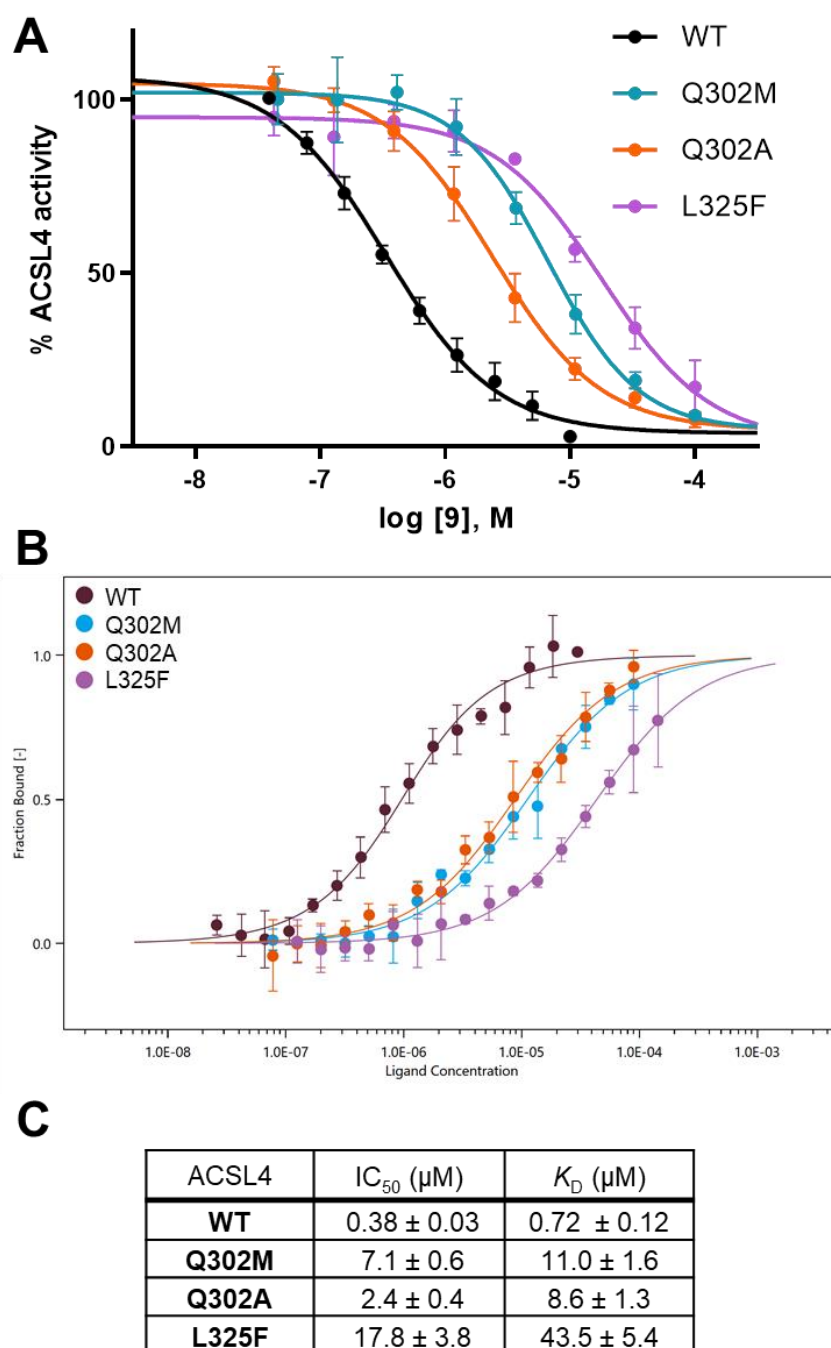 A
WT
Q302M
Q302A
L325F
100
50
0
% ACSL4 activity
-8 -7 -6 -5 -4
log [9], M
B
WT
Q302M
Q302A
L325F
1.0
0.5
0.0
Fraction Bound [-]
1.0E-08 1.0E-07 1.0E-06 1.0E-05 1.0E-04 1.0E-03
Ligand Concentration
C
ACSL4 IC50 (µM) KD (µM)
WT 0.38 ± 0.03 0.72 ± 0.12
Q302M 7.1 ± 0.6 11.0 ± 1.6
Q302A 2.4 ± 0.4 8.6 ± 1.3
L325F 17.8 ± 3.8 43.5 ± 5.4